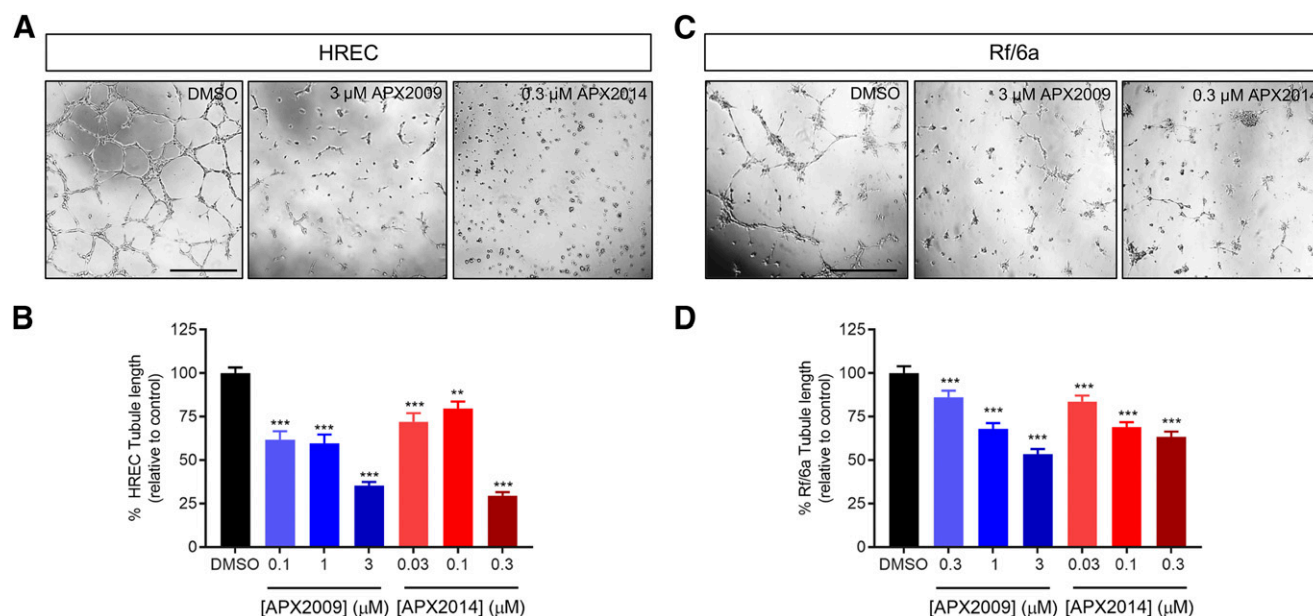 A
HREC
DMSO
3 µM APX2009
0.3 µM APX2014
B
% HREC Tubule length
(relative to control)
125
100
75
50
25
0
*** *** *** *** ** ***
DMSO 0.1 1 3 0.03 0.1 0.3
[APX2009] (µM) [APX2014] (µM)
C
Rf/6a
DMSO
3 µM APX2009
0.3 µM APX2014
D
% Rf/6a Tubule length
(relative to control)
125
100
75
50
25
0
*** *** *** *** *** ***
DMSO 0.3 1 3 0.03 0.1 0.3
[APX2009] (µM) [APX2014] (µM)